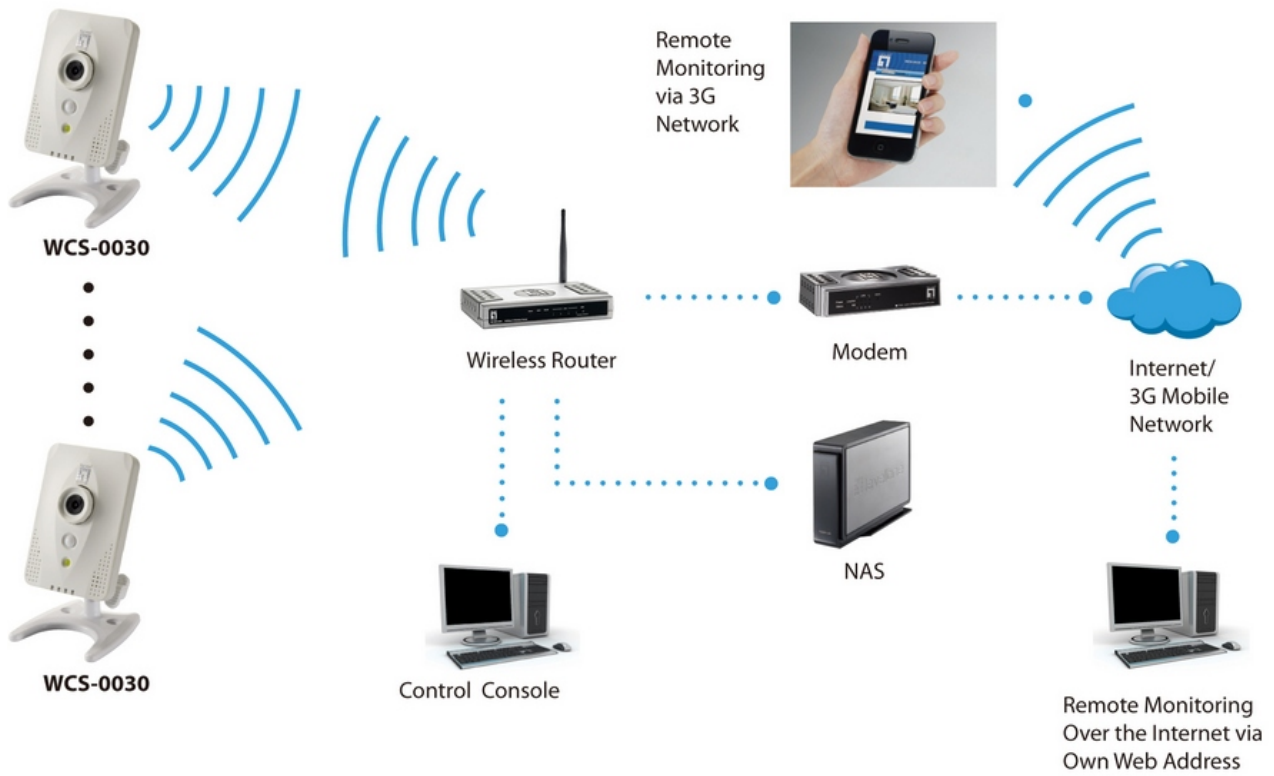 Remote
Monitoring
via 3G
Network
WCS-0030
Wireless Router
Modem
Internet/
3G Mobile
Network
NAS
WCS-0030
Control Console
Remote Monitoring
Over the Internet via
Own Web Address